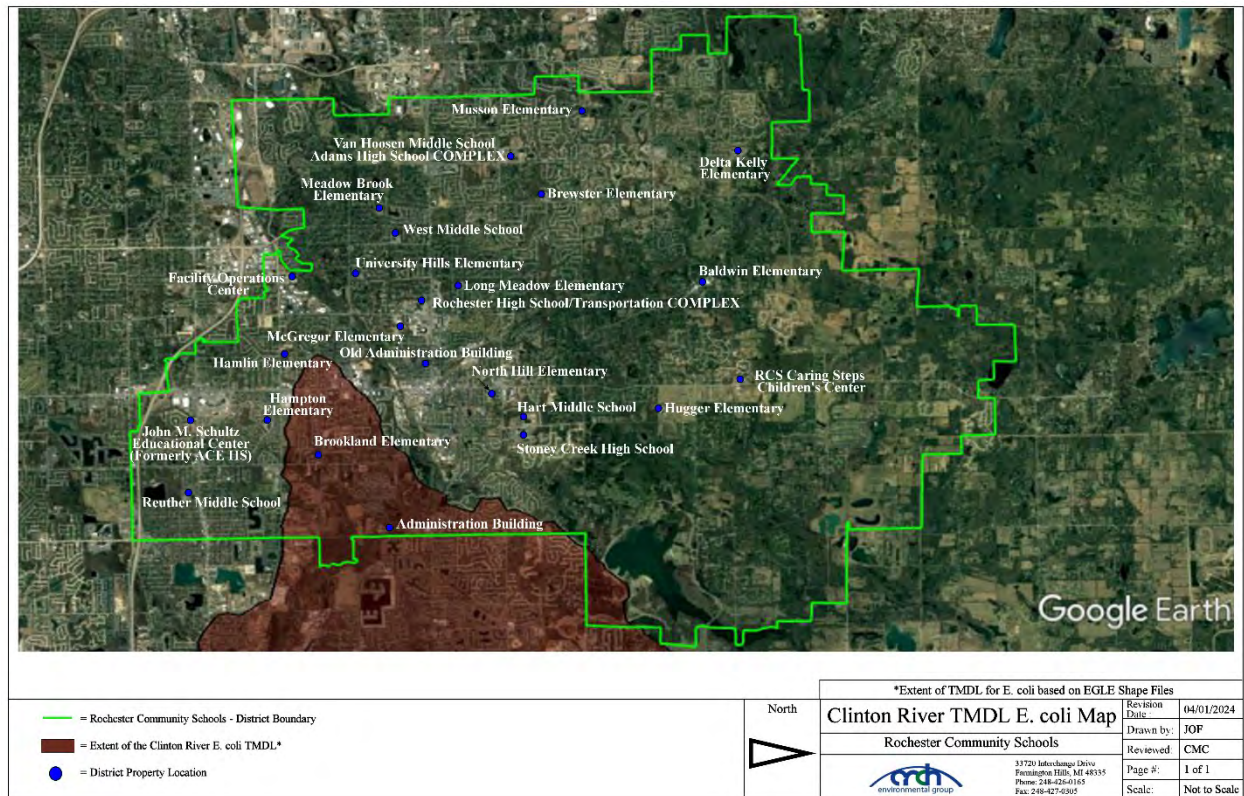 Musson Elementary
Van Hoosen Middle School
Adams High School COMPLEX
Delta Kelly
Elementary
Meadow Brook
Elementary
Brewster Elementary
West Middle School
University Hills Elementary
Baldwin Elementary
Facility Operations
Center
Long Meadow Elementary
Rochester High School/Transportation COMPLEX
McGregor Elementary
Old Administration Building
Hamlin Elementary
North Hill Elementary
RCS Caring Steps
Children's Center
Hampton
Elementary
Hart Middle School
Hugger Elementary
John M. Schultz
Educational Center
(Formerly ACE HS)
Brookland Elementary
Stoney Creek High School
Reuther Middle School
Administration Building
Google Earth
*Extent of TMDL for E. coli based on EGLE Shape Files
= Rochester Community Schools - District Boundary
= Extent of the Clinton River E. coli TMDL*
= District Property Location
North
Clinton River TMDL E. coli Map
Rochester Community Schools
arch
environmental group
33720 Interchange Drive
Farmington Hills, MI 48335
Phone: 248-426-0165
Fax: 248-427-0305
Revision Date: 04/01/2024
Drawn by: JOF
Reviewed: CMC
Page #: 1 of 1
Scale: Not to Scale